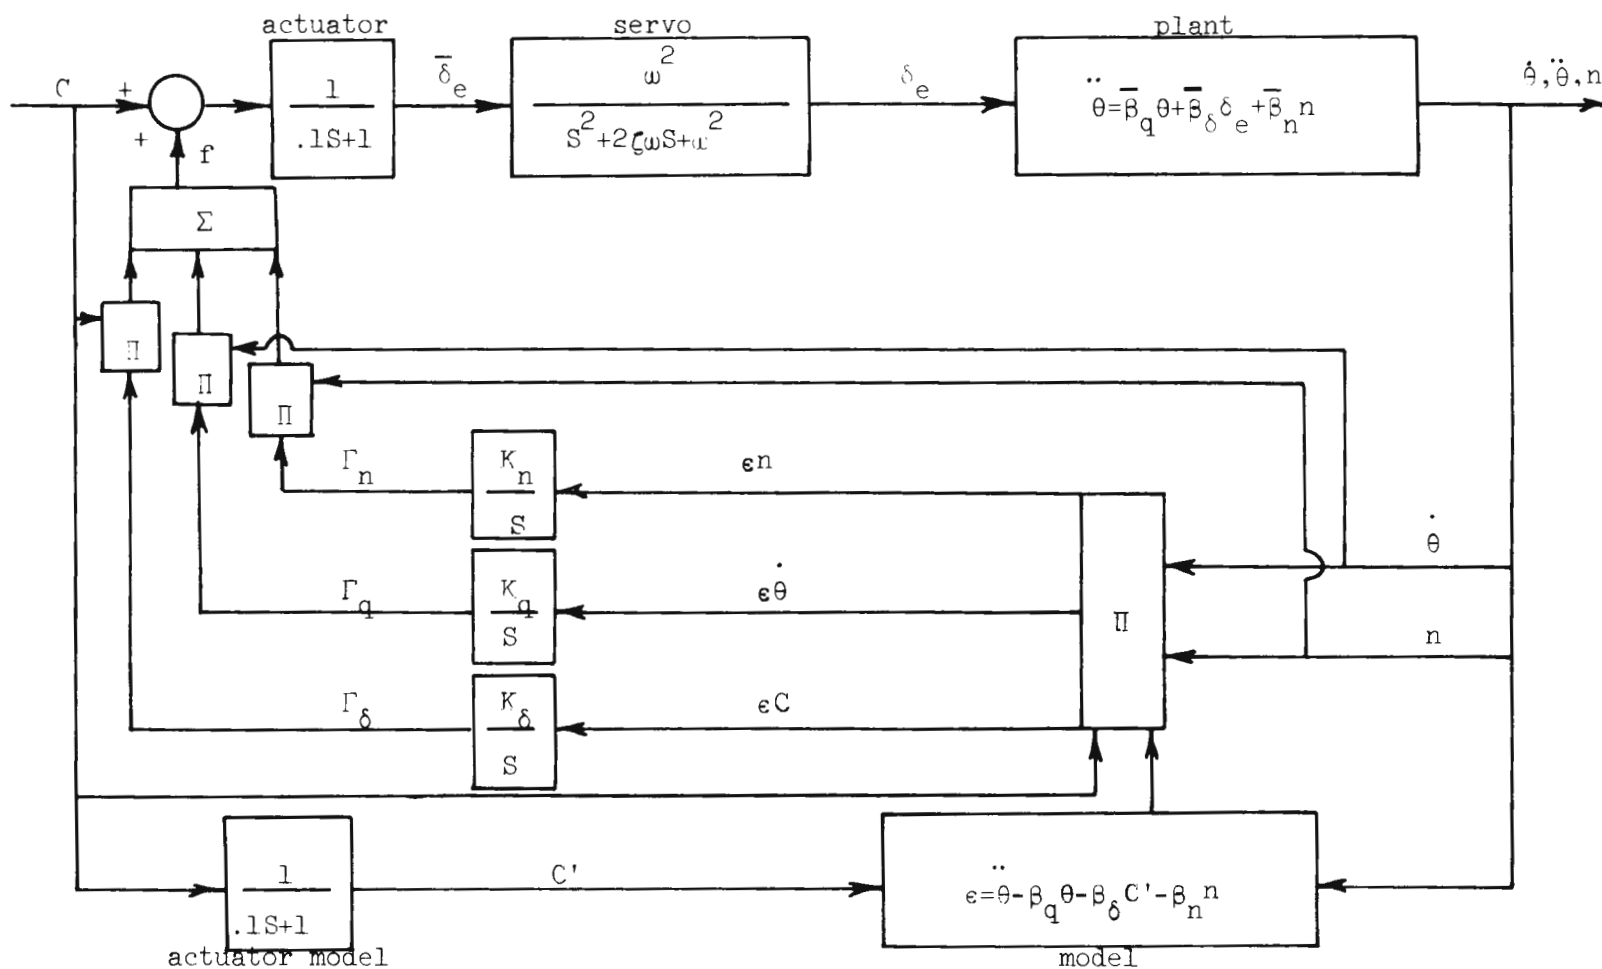 actuator
servo
plant
C
+
+
f
1
.1S+1
δ̄e
ω²
S²+2ζωS+ω²
δe
θ̈=β̄qθ+β̄δδe+β̄nn
θ̇,θ̈,n
Σ
Π
Π
Π
Γn
Kn
S
εn
θ̇
Γq
Kq
S
εθ̇
Π
n
Γδ
Kδ
S
εC
1
.1S+1
C'
ε=θ̈-βqθ-βδC'-βnn
actuator model
model